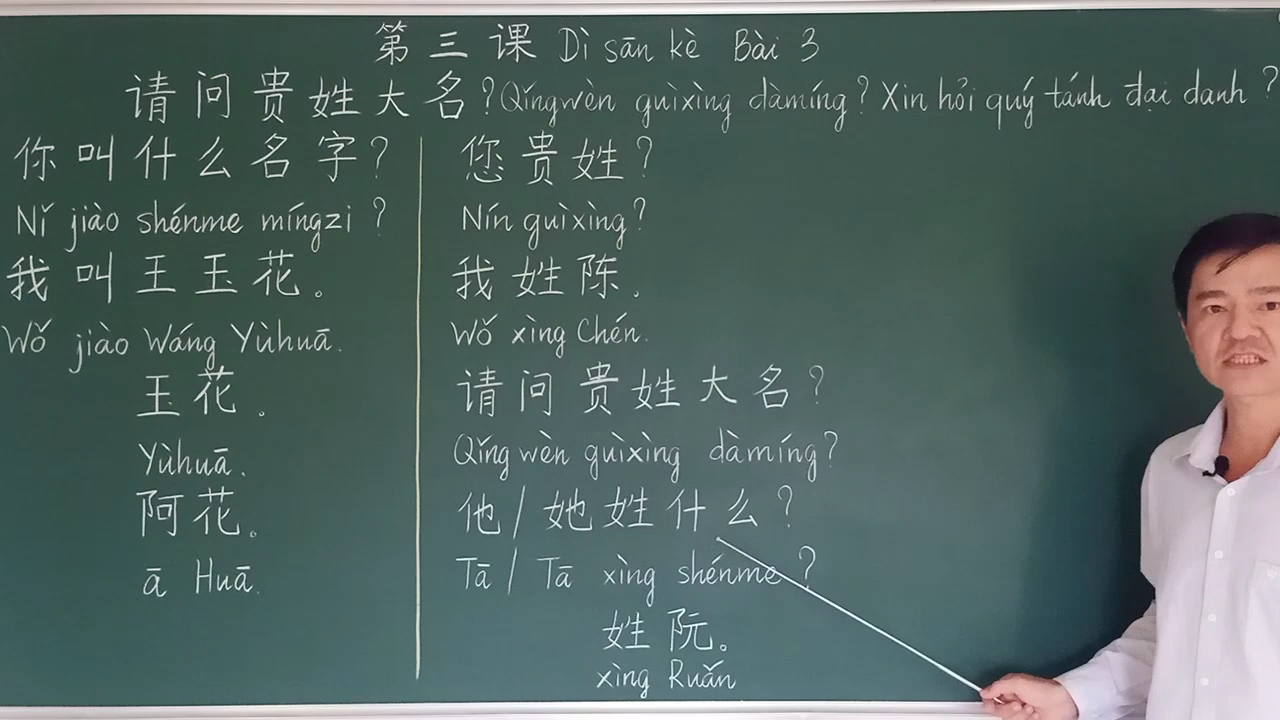 第三课 Dì sān kè Bài 3
请问贵姓大名? Qǐngwèn guìxìng dàmíng? Xin hỏi quý tánh đại danh?
你叫什么名字?
Nǐ jiào shénme míngzi?
我叫王玉花。
Wǒ jiào Wáng Yùhuā.
玉花。
Yùhuā.
阿花。
ā Huā.
您贵姓?
Nín guìxìng?
我姓陈.
Wǒ xìng Chén.
请问贵姓大名?
Qǐngwèn guìxìng dàmíng?
他/她姓什么?
Tā/Tā xìng shénme?
姓阮。
xìng Ruǎn